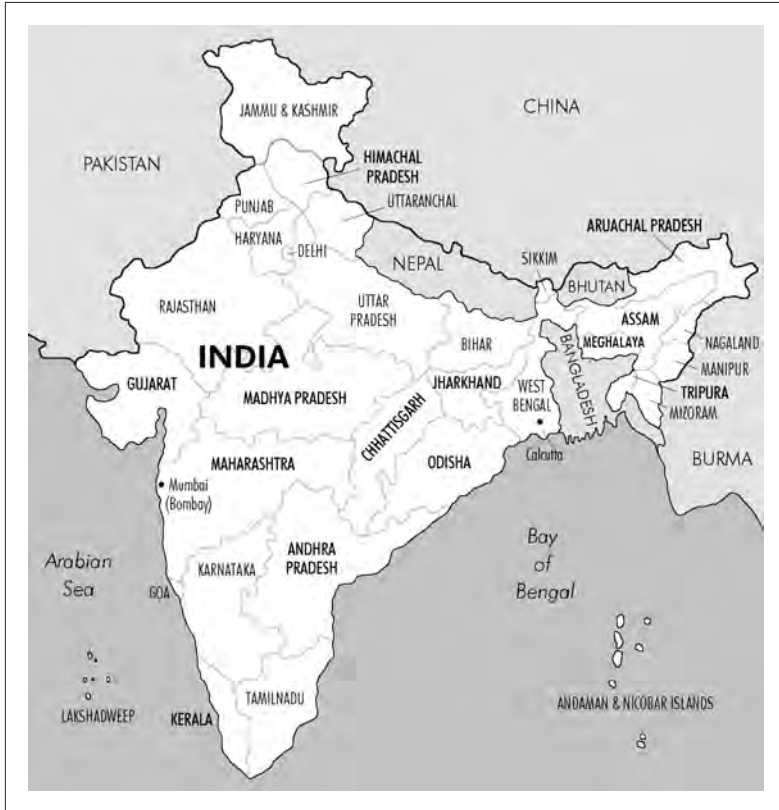 JAMMU & KASHMIR
CHINA
PAKISTAN
HIMACHAL
PRADESH
UTTARANCHAL
PUNJAB
HARYANA
DELHI
ARUACHAL PRADESH
NEPAL
SIKKIM
BHUTAN
RAJASTHAN
UTTAR
PRADESH
ASSAM
BIHAR
MEGHALAYA
NAGALAND
INDIA
MANIPUR
BANGLADESH
GUJARAT
JHARKHAND
WEST
BENGAL
TRIPURA
MADHYA PRADESH
MIZORAM
CHHATTISGARH
BURMA
MAHARASHTRA
ODISHA
Calcutta
Mumbai
(Bombay)
Arabian
Sea
ANDHRA
PRADESH
Bay
of
Bengal
KARNATAKA
GOA
LAKSHADWEEP
KERALA
TAMILNADU
ANDAMAN & NICOBAR ISLANDS